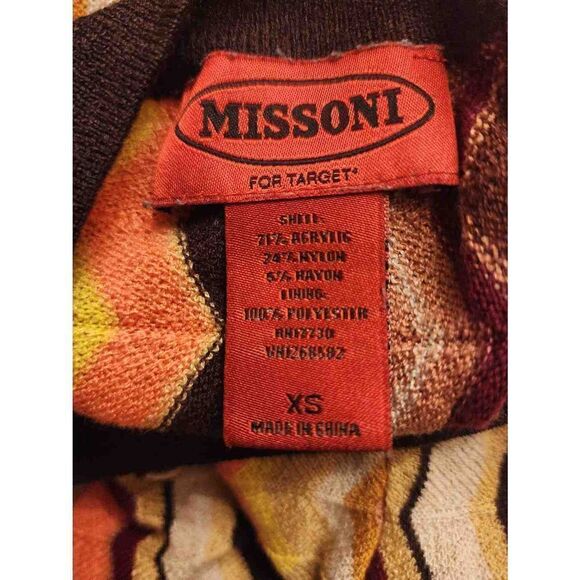 MISSONI
FOR TARGET*
SHELL:
71% ACRYLIC
24% NYLON
5% RAYON
LINING:
100% POLYESTER
XS
MADE IN CHINA